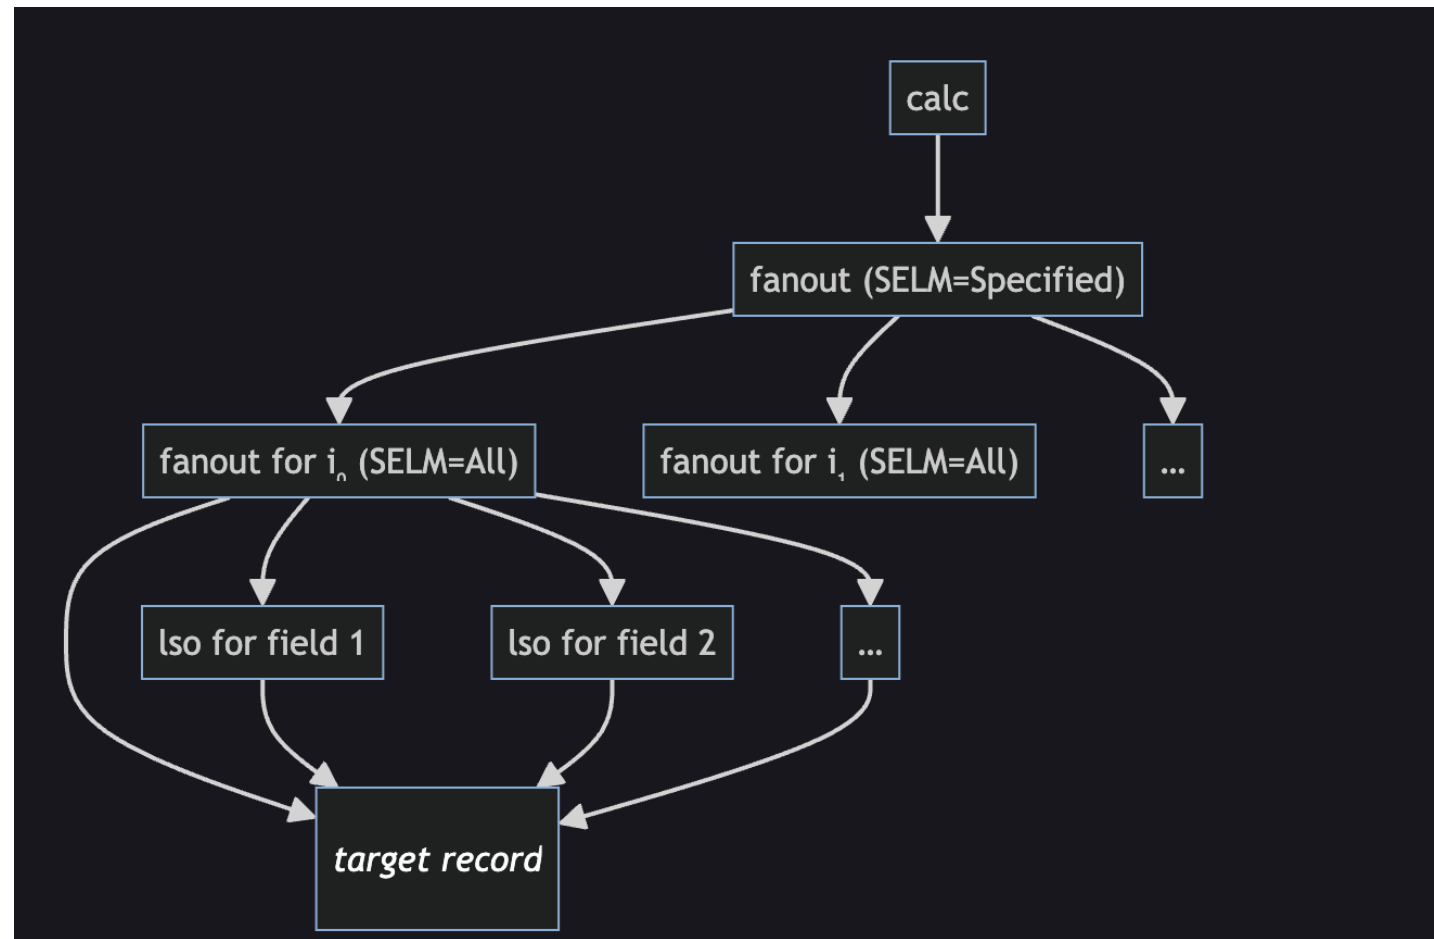 calc
fanout (SELM=Specified)
fanout for i₀ (SELM=All)
fanout for i₁ (SELM=All)
...
lso for field 1
lso for field 2
...
target record